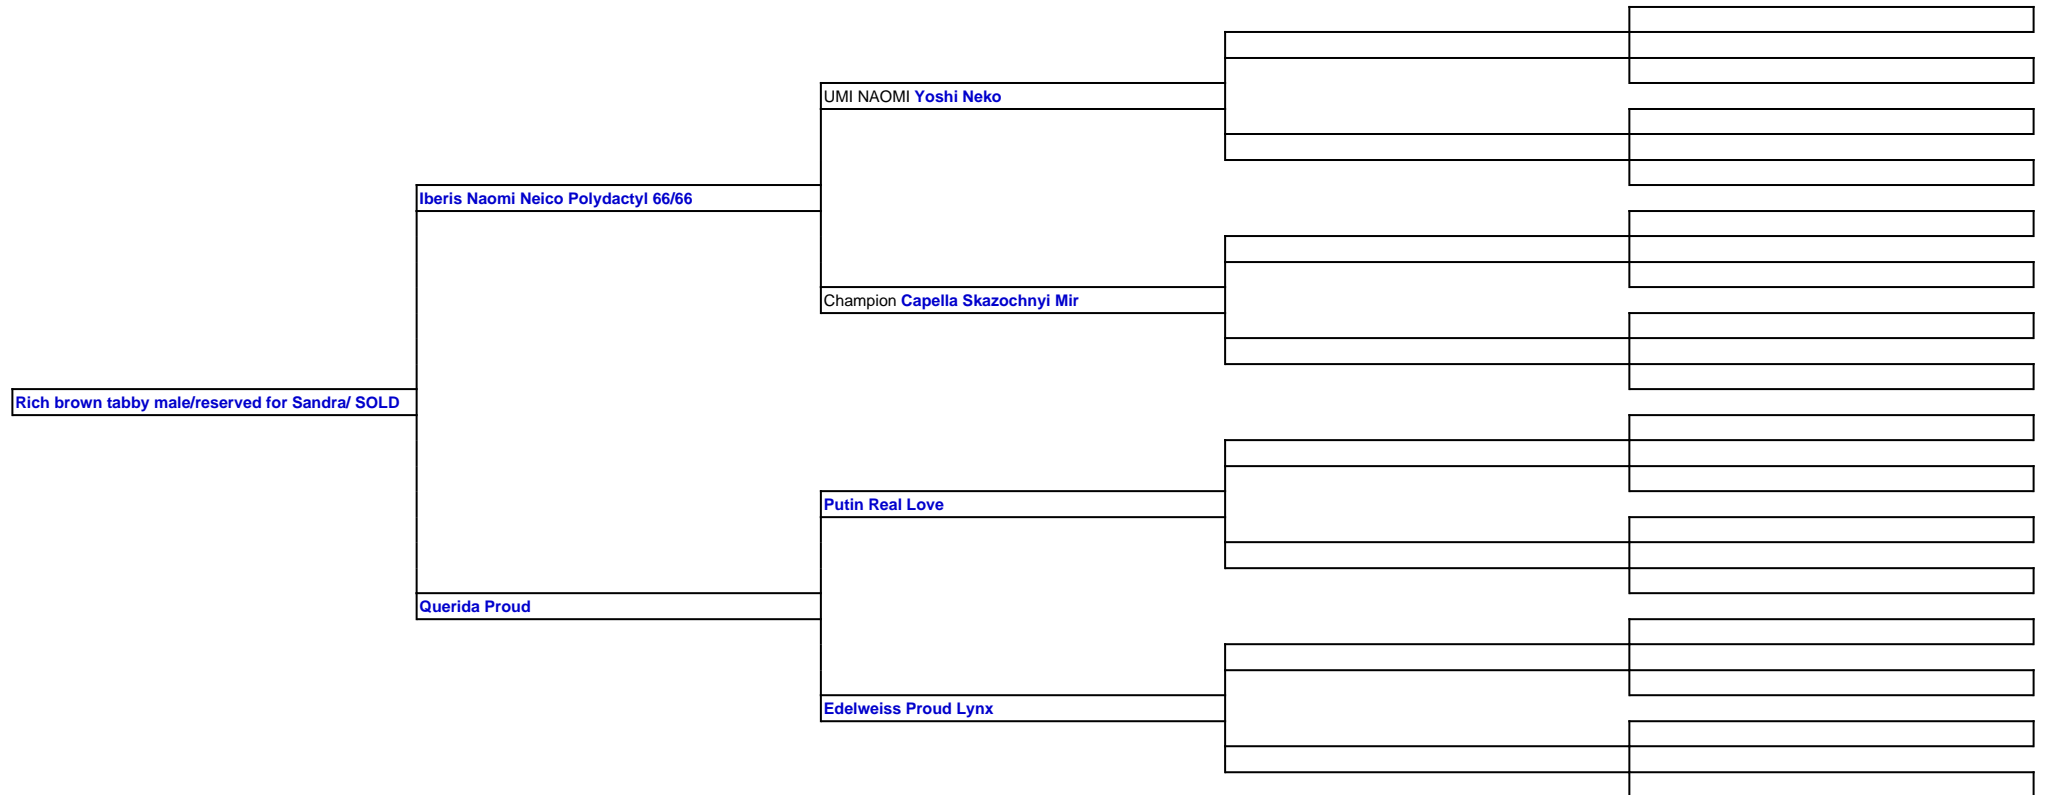 UMI NAOMI Yoshi Neko
Iberis Naomi Neico Polydactyl 66/66
Champion Capella Skazochnyi Mir
Rich brown tabby male/reserved for Sandra/ SOLD
Putin Real Love
Querida Proud
Edelweiss Proud Lynx